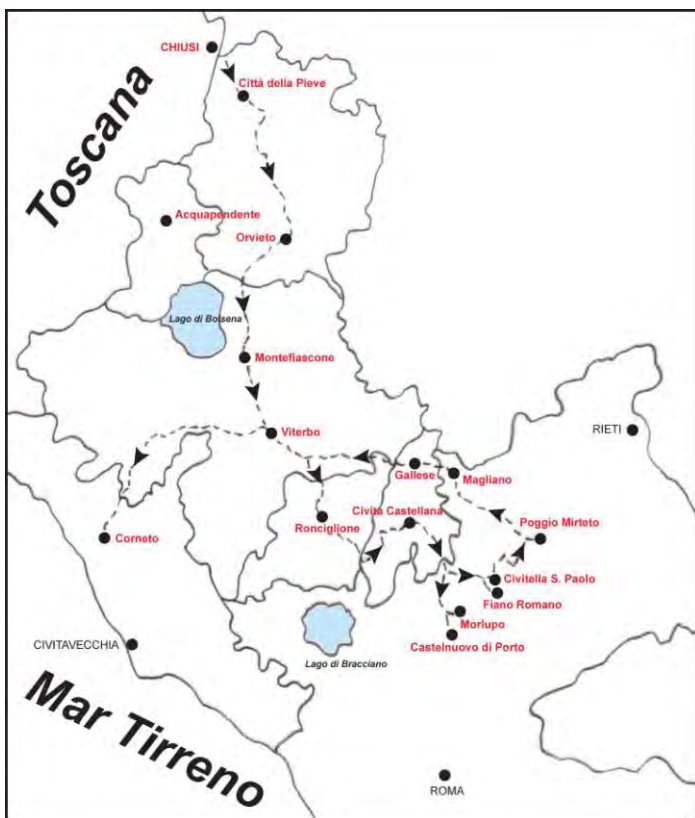 CHIUSI
Città della Pieve
Toscana
Acquapendente
Orvieto
Lago di Bolsena
Montefiascone
Viterbo
RIETI
Gallese
Magliano
Civita Castellana
Ronciglione
Poggio Mirteto
Corneto
Civitella S. Paolo
Fiano Romano
Morlupo
CIVITAVECCHIA
Castelnuovo di Porto
Lago di Bracciano
Mar Tirreno
ROMA